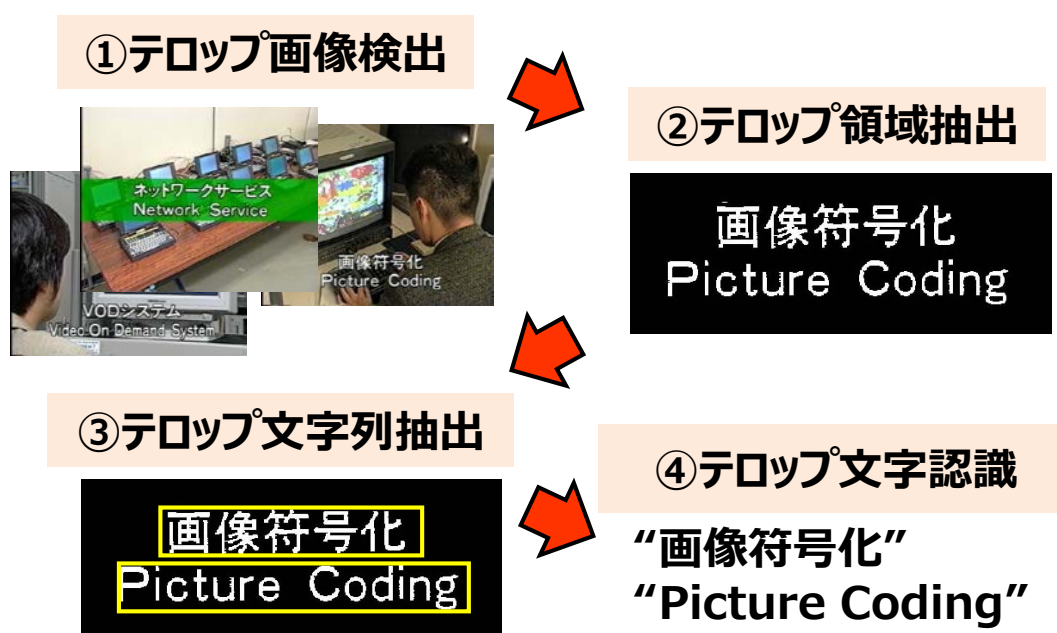 ①テロップ画像検出
ネットワークサービス
Network Service
画像符号化
Picture Coding
VODシステム
Video On Demand System
②テロップ領域抽出
画像符号化
Picture Coding
③テロップ文字列抽出
画像符号化
Picture Coding
④テロップ文字認識
“画像符号化”
“Picture Coding”